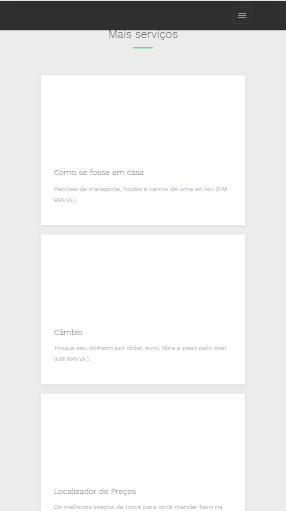 Mais serviços
Como se fosse em casa
Pacotes de transporte, hotéis e carros de uma só vez (EM
BREVE).
Câmbio
Troque seu dinheiro por dólar, euro, libra e peso pelo site!
(EM BREVE).
Localizador de Preços
Os melhores preços de troca para você mandar bem na